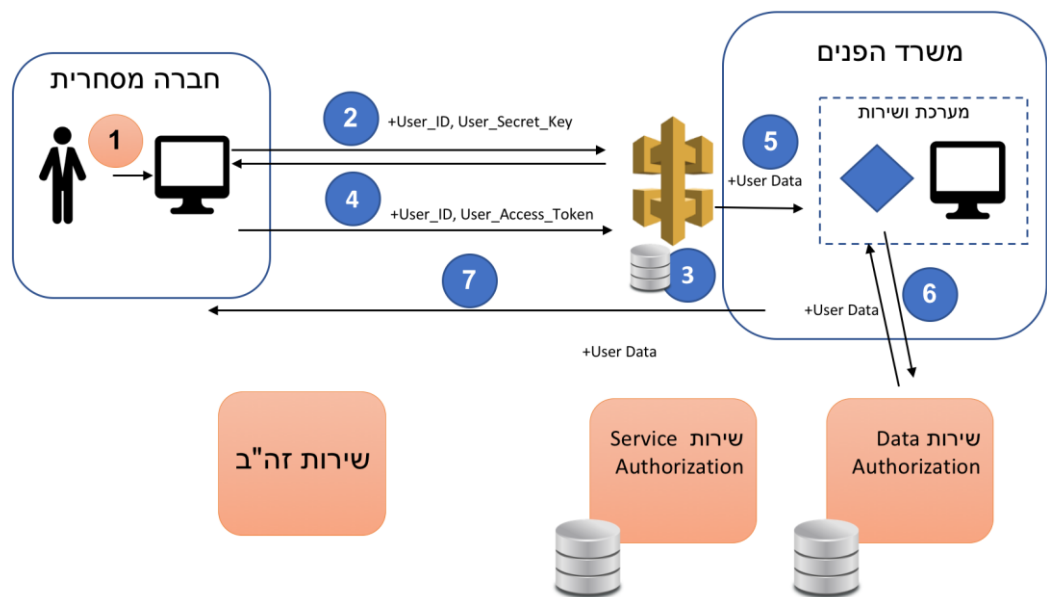 משרד הפנים
חברה מסחרית
מערכת ושירות
1
2
+User_ID, User_Secret_Key
5
+User Data
4
+User_ID, User_Access_Token
3
7
6
+User Data
+User Data
שירות זה"ב
שירות Service
Authorization
שירות Data
Authorization